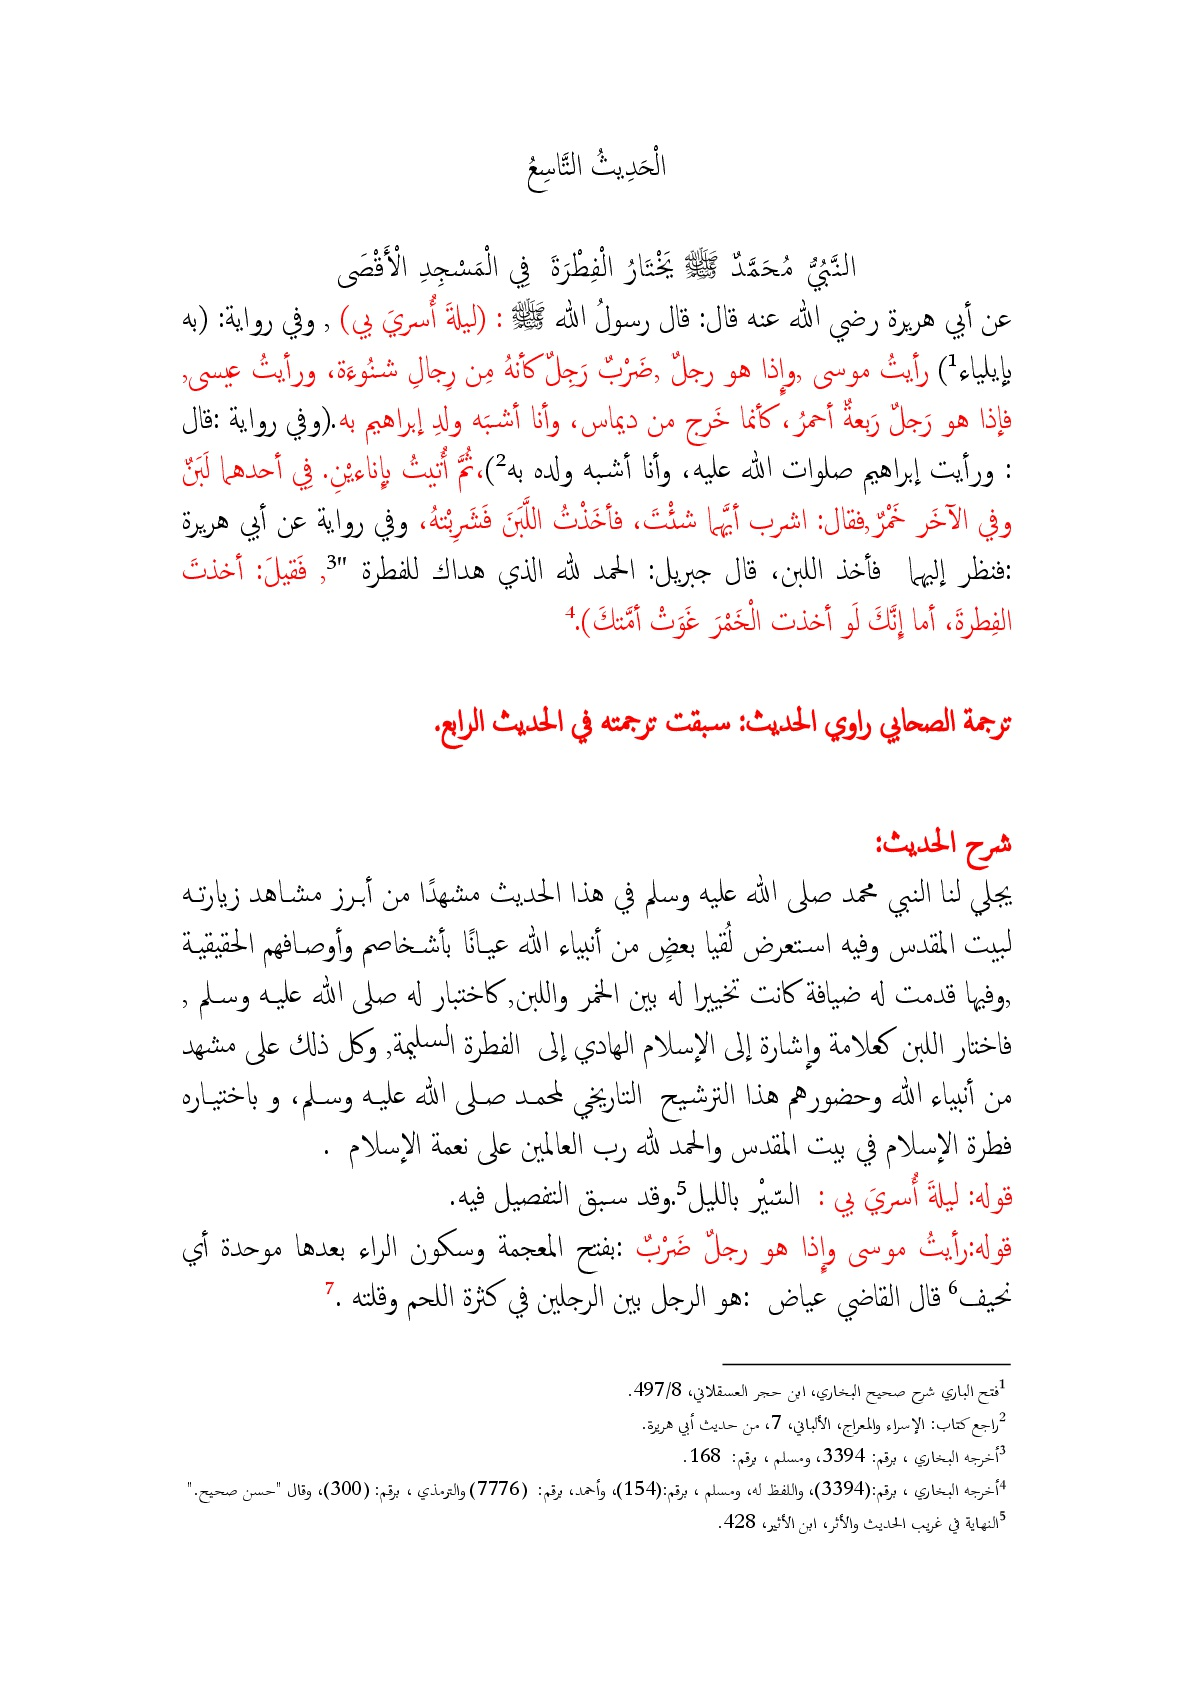 الْحَدِيثُ التَّاسِعُ
النَّبُيُّ مُحَمَّدٌ ﷺ يَخْتَارُ الْفِطْرَةَ فِي الْمَسْجِدِ الْأَقْصَى
عن أبي هريرة رضي الله عنه قال: قال رسولُ الله ﷺ : (ليلةَ أُسريَ بي) , وفي رواية: (به
بإيلياء1) رأيتُ موسى ,وإذا هو رجلٌ ,ضَرْبٌ رَجِلٌ كأنهُ مِن رِجالِ شنُوءَة، ورأيتُ عيسى,
فإذا هو رَجلٌ رَبعةٌ أحمرُ، كأنما خَرج من ديماس، وأنا أشبَه ولدِ إبراهيم به.(وفي رواية :قال
: ورأيت إبراهيم صلوات الله عليه، وأنا أشبه ولده به2)،ثُمَّ أُتيتُ بإناءيْنِ. فِي أحدهما لَبَنٌ
وفي الآخَر خَمْرٌ,فقال: اشرب أيَّهما شئْتَ، فأخَذْتُ اللَّبَنَ فَشَرِبْتهُ، وفي رواية عن أبي هريرة
:فنظر إليهما فأخذ اللبن، قال جبريل: الحمد لله الذي هداك للفطرة "3, فَقيلَ: أخذتَ
الفِطرةَ، أما إِنَّكَ لَو أخذت الْخَمْرَ غَوَتْ أمَّتكَ).4
ترجمة الصحابي راوي الحديث: سبقت ترجمته في الحديث الرابع.
شرح الحديث:
يجلي لنا النبي محمد صلى الله عليه وسلم في هذا الحديث مشهدًا من أبرز مشاهد زيارته
لبيت المقدس وفيه استعرض لُقيا بعضٍ من أنبياء الله عيانًا بأشخاصم وأوصافهم الحقيقية
,وفيها قدمت له ضيافة كانت تخييرا له بين الخمر واللبن,كاختبار له صلى الله عليه وسلم ,
فاختار اللبن كعلامة وإشارة إلى الإسلام الهادي إلى الفطرة السليمة, وكل ذلك على مشهد
من أنبياء الله وحضورهم هذا الترشيح التاريخي لمحمد صلى الله عليه وسلم، و باختياره
فطرة الإسلام في بيت المقدس والحمد لله رب العالمين على نعمة الإسلام .
قوله: ليلةَ أُسريَ بي : السّيْر بالليل5.وقد سبق التفصيل فيه.
قوله:رأيتُ موسى وإذا هو رجلٌ ضَرْبٌ :بفتح المعجمة وسكون الراء بعدها موحدة أي
نحيف6 قال القاضي عياض :هو الرجل بين الرجلين في كثرة اللحم وقلته .7
1فتح الباري شرح صحيح البخاري، ابن حجر العسقلاني، 497/8.
2راجع كتاب: الإسراء والمعراج، الألباني، 7، من حديث أبي هريرة.
3أخرجه البخاري ، برقم: 3394، ومسلم ، برقم: 168.
4أخرجه البخاري ، برقم:(3394)، واللفظ له، ومسلم ، برقم:(154)، وأحمد، برقم: (7776) والترمذي ، برقم: (300)، وقال "حسن صحيح."
5النهاية في غريب الحديث والأثر، ابن الأثير، 428.